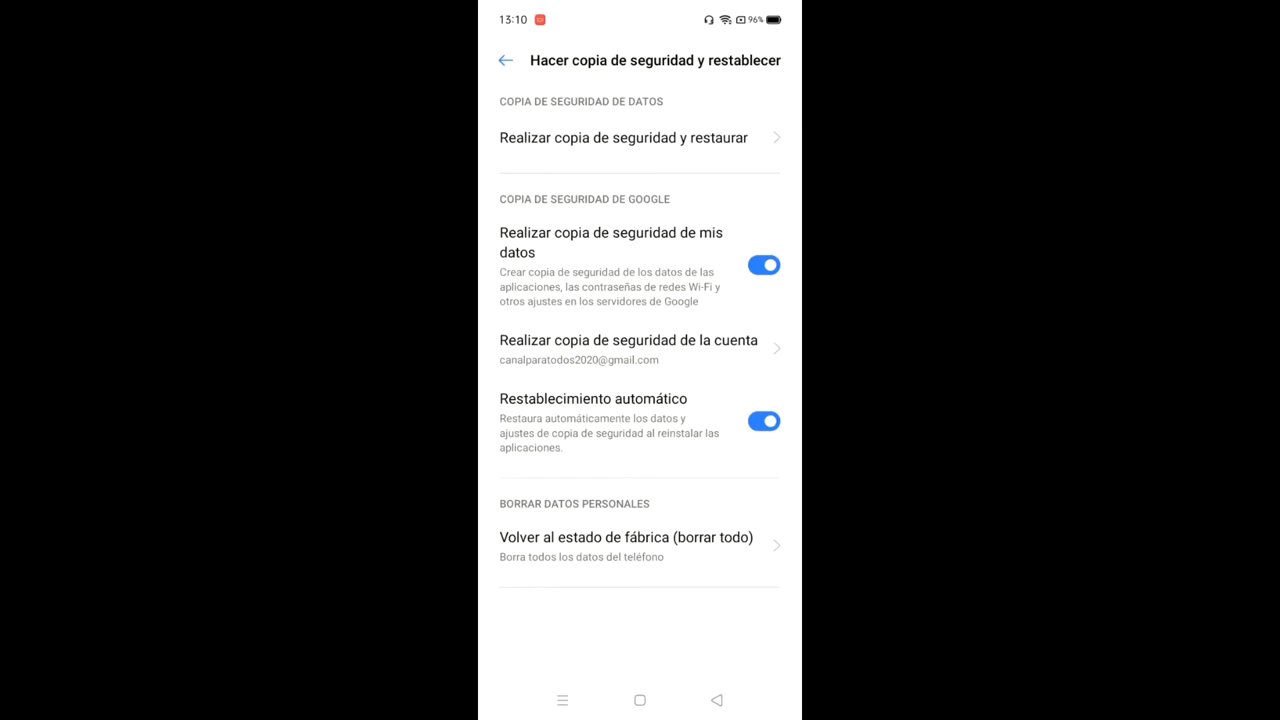 13:10
96%
Hacer copia de seguridad y restablecer
COPIA DE SEGURIDAD DE DATOS
Realizar copia de seguridad y restaurar
COPIA DE SEGURIDAD DE GOOGLE
Realizar copia de seguridad de mis
datos
Crear copia de seguridad de los datos de las
aplicaciones, las contraseñas de redes Wi-Fi y
otros ajustes en los servidores de Google
Realizar copia de seguridad de la cuenta
canalparatodos2020@gmail.com
Restablecimiento automático
Restaura automáticamente los datos y
ajustes de copia de seguridad al reinstalar las
aplicaciones.
BORRAR DATOS PERSONALES
Volver al estado de fábrica (borrar todo)
Borra todos los datos del teléfono